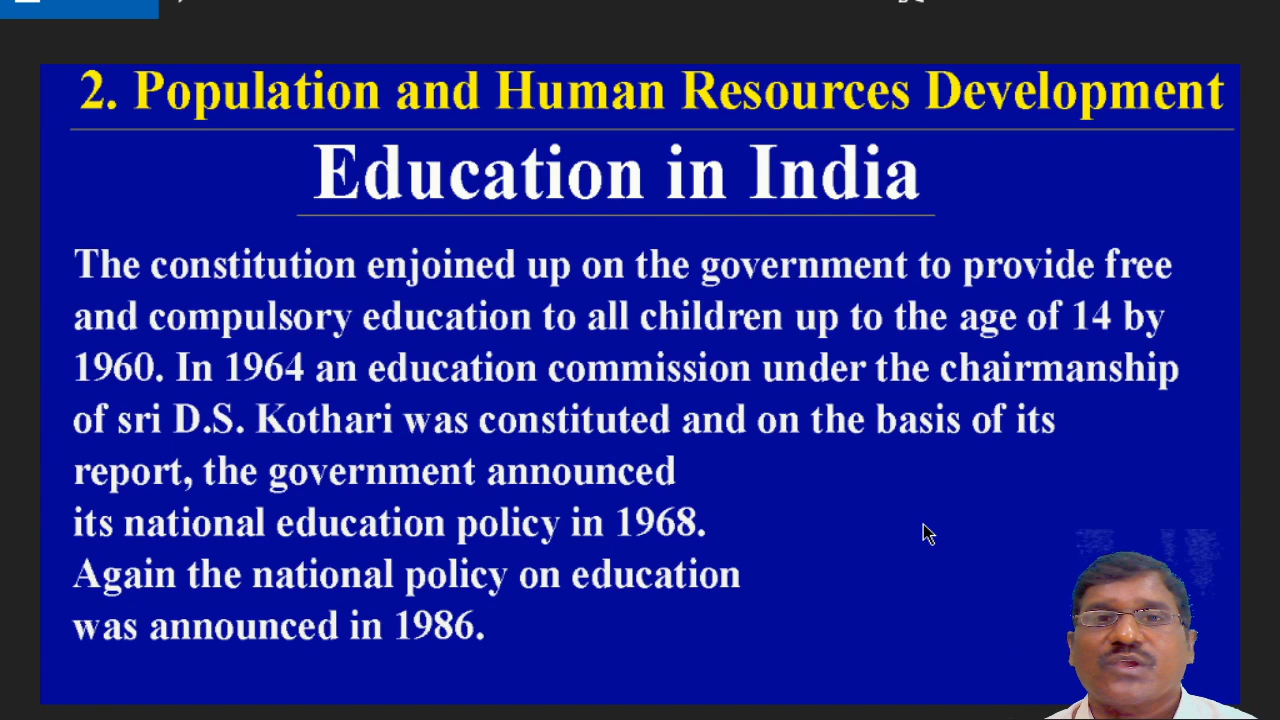 2. Population and Human Resources Development
Education in India
The constitution enjoined up on the government to provide free
and compulsory education to all children up to the age of 14 by
1960. In 1964 an education commission under the chairmanship
of sri D.S. Kothari was constituted and on the basis of its
report, the government announced
its national education policy in 1968.
Again the national policy on education
was announced in 1986.